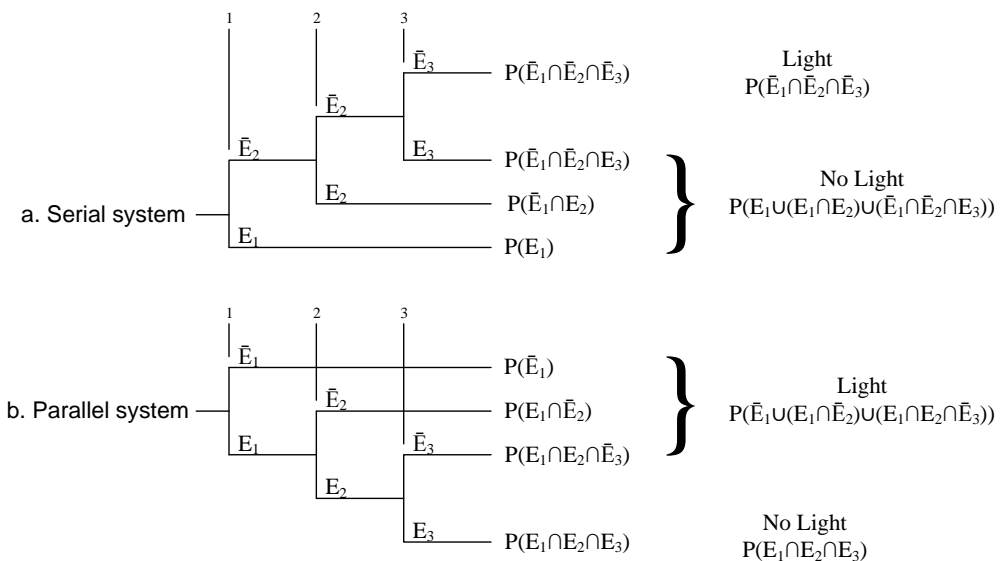 1 2 3
Ē₃ P(Ē₁∩Ē₂∩Ē₃) Light
P(Ē₁∩Ē₂∩Ē₃)
Ē₂
Ē₂ E₃ P(Ē₁∩Ē₂∩E₃)
No Light
E₂ P(Ē₁∩E₂) P(E₁∪(E₁∩E₂)∪(Ē₁∩Ē₂∩E₃))
a. Serial system
E₁ P(E₁)
1 2 3
Ē₁ P(Ē₁)
Light
Ē₂ P(E₁∩Ē₂) P(Ē₁∪(E₁∩Ē₂)∪(E₁∩E₂∩Ē₃))
b. Parallel system
E₁ Ē₃ P(E₁∩E₂∩Ē₃)
E₂
No Light
E₃ P(E₁∩E₂∩E₃) P(E₁∩E₂∩E₃)